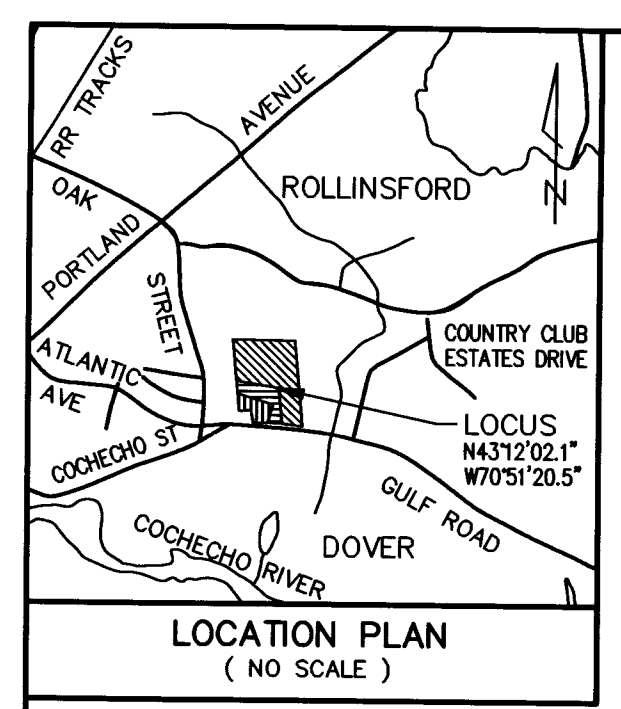 RR TRACKS
AVENUE
OAK
ROLLINSFORD
N
PORTLAND
STREET
COUNTRY CLUB
ESTATES DRIVE
ATLANTIC
AVE
LOCUS
N43°12'02.1"
W70°51'20.5"
COCHECHO ST
GULF ROAD
COCHECHO RIVER
DOVER
LOCATION PLAN
( NO SCALE )